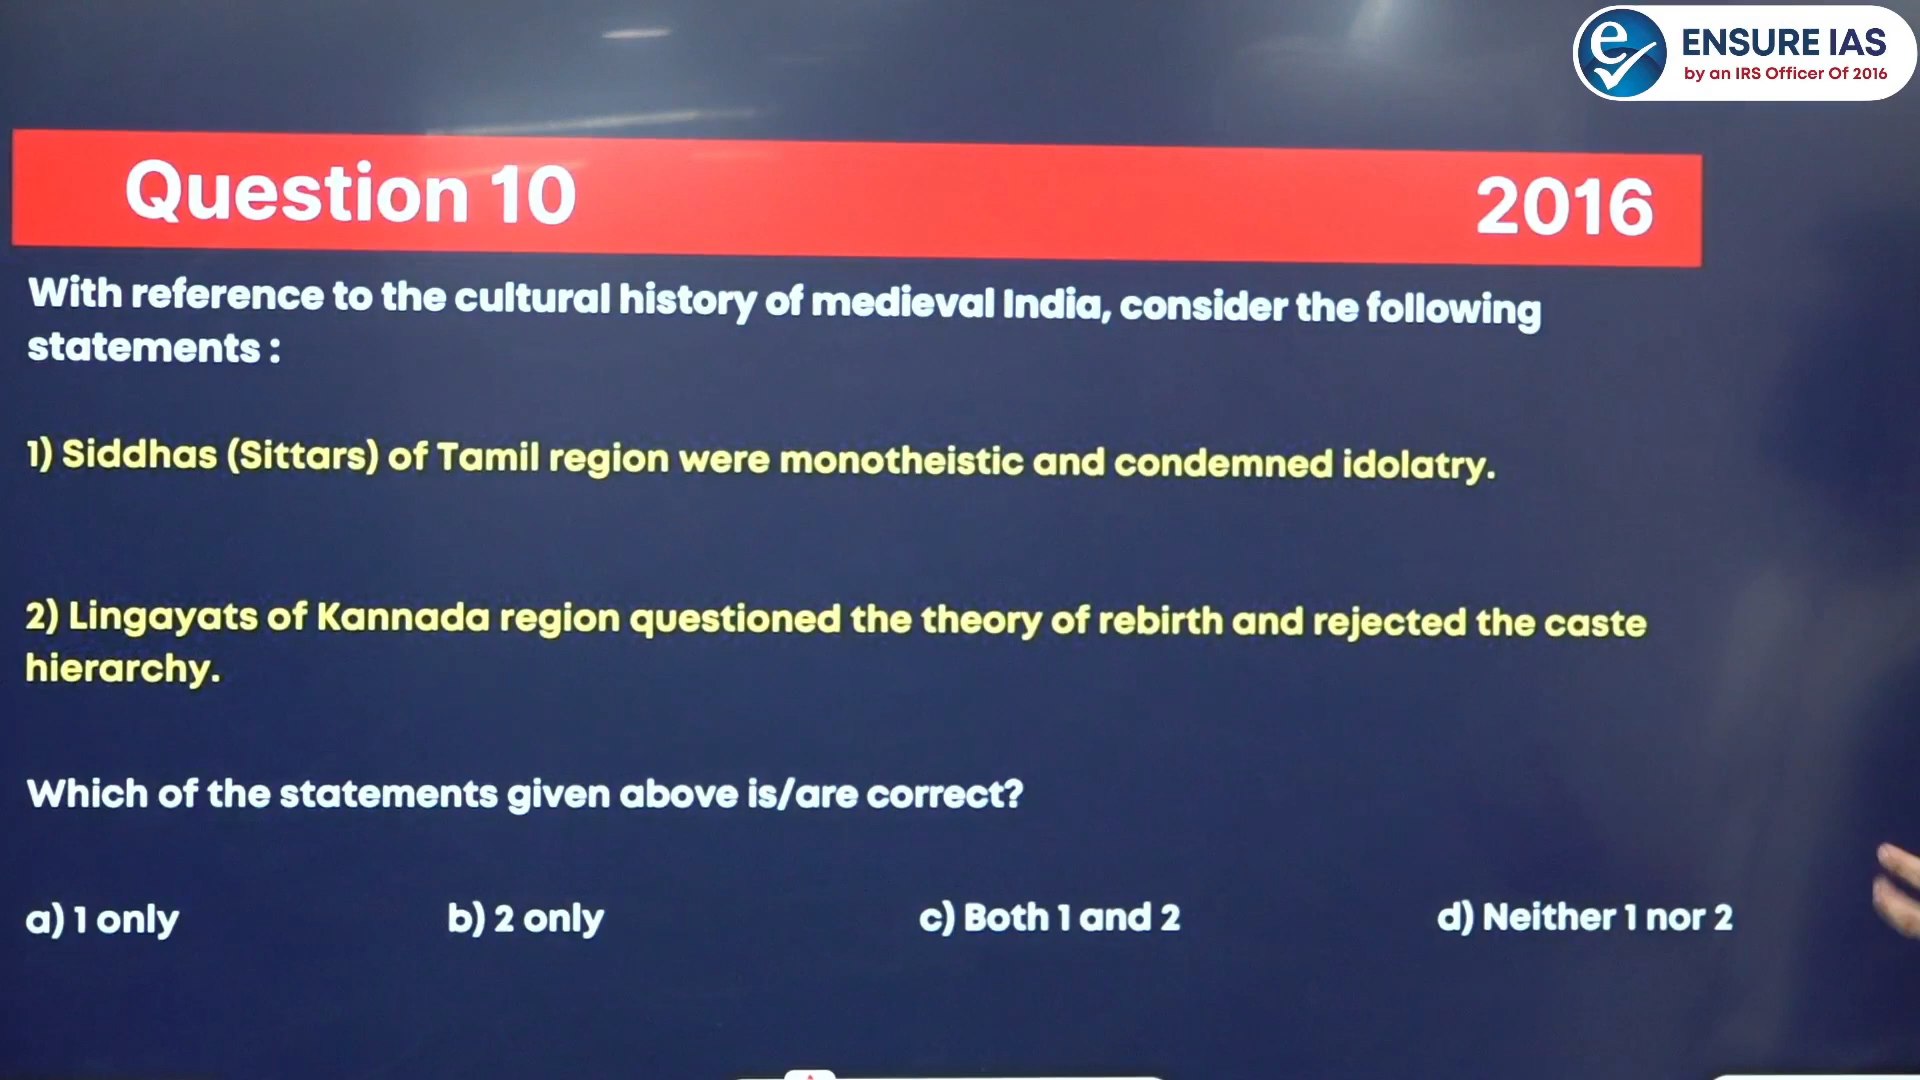 ENSURE IAS
by an IRS Officer Of 2016
Question 10 2016
With reference to the cultural history of medieval India, consider the following
statements :
1) Siddhas (Sittars) of Tamil region were monotheistic and condemned idolatry.
2) Lingayats of Kannada region questioned the theory of rebirth and rejected the caste
hierarchy.
Which of the statements given above is/are correct?
a) 1 only b) 2 only c) Both 1 and 2 d) Neither 1 nor 2